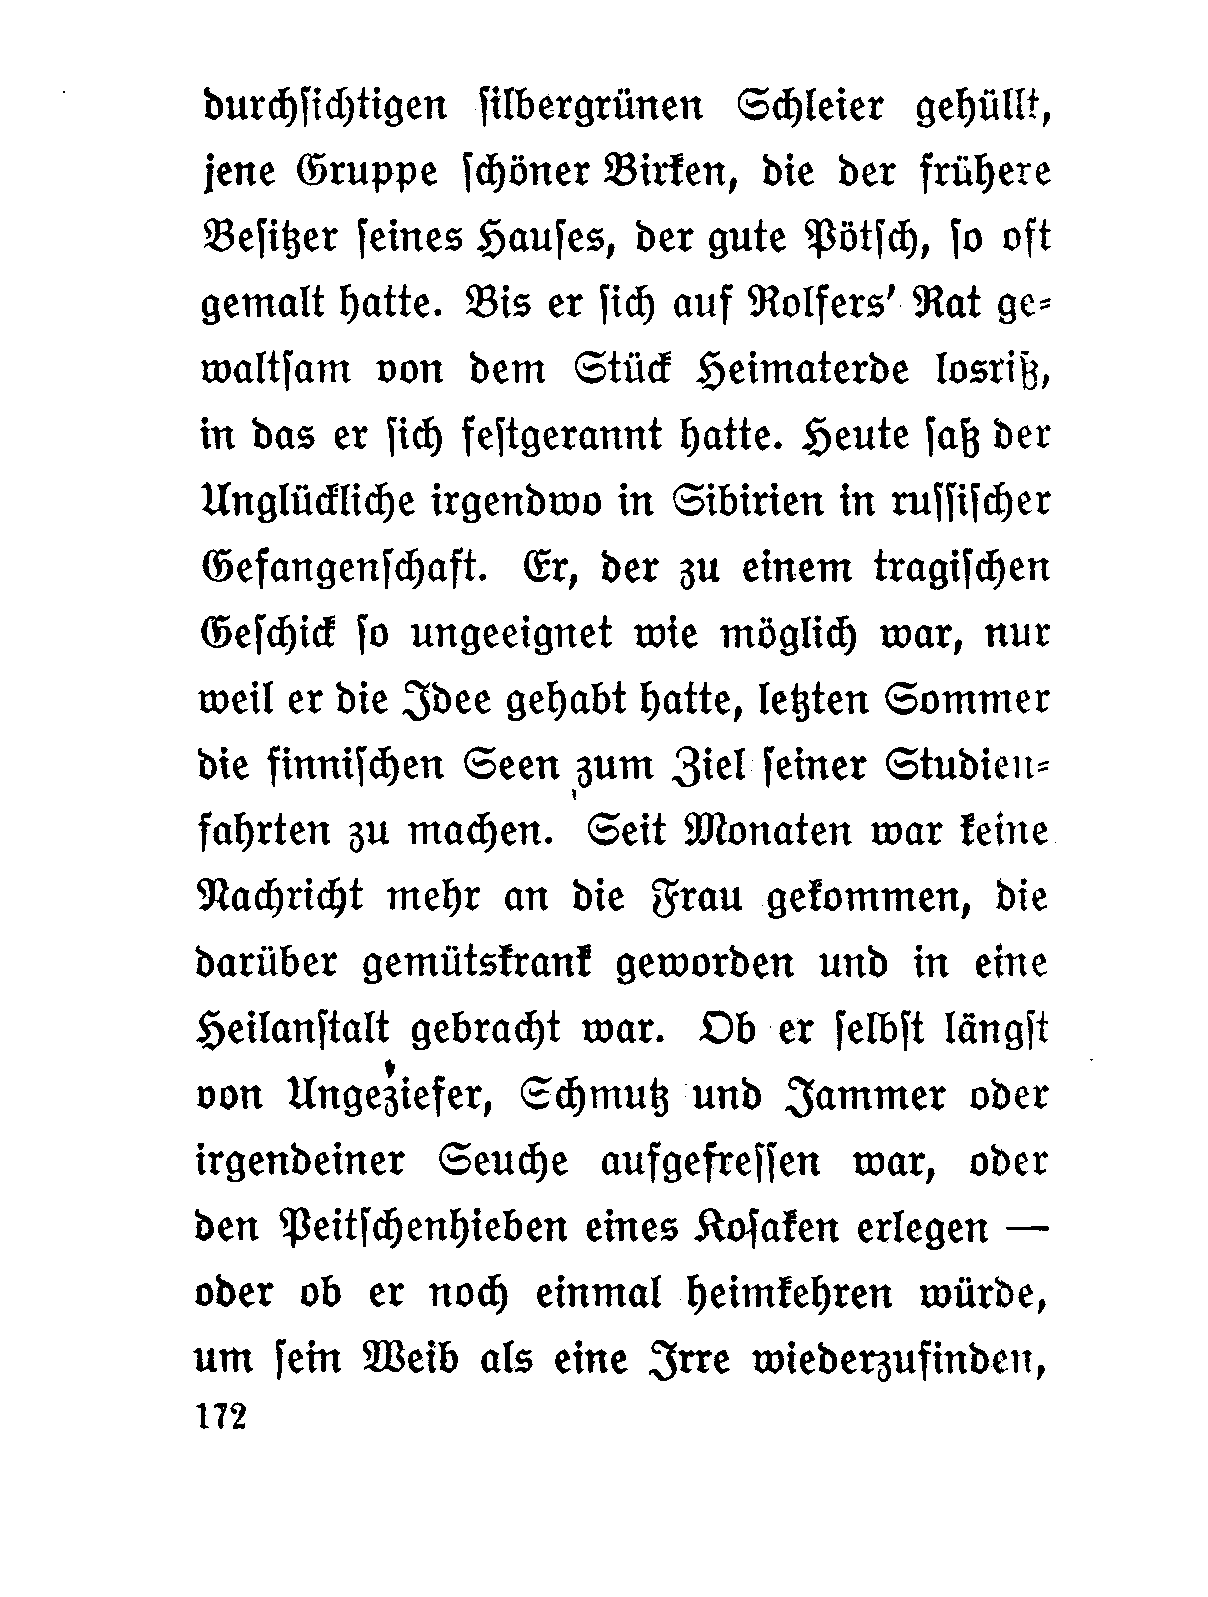 durchſichtigen ſilbergrünen Schleier gehüllt,
jene Gruppe ſchöner Birken, die der frühere
Beſitzer ſeines Hauſes, der gute Pötſch, ſo oft
gemalt hatte. Bis er ſich auf Rolfers' Rat ge⸗
waltſam von dem Stück Heimaterde losriß,
in das er ſich feſtgerannt hatte. Heute ſaß der
Unglückliche irgendwo in Sibirien in ruſſiſcher
Gefangenſchaft. Er, der zu einem tragiſchen
Geſchick ſo ungeeignet wie möglich war, nur
weil er die Idee gehabt hatte, letzten Sommer
die finniſchen Seen zum Ziel ſeiner Studien⸗
fahrten zu machen. Seit Monaten war keine
Nachricht mehr an die Frau gekommen, die
darüber gemütskrank geworden und in eine
Heilanſtalt gebracht war. Ob er ſelbſt längſt
von Ungeziefer, Schmutz und Jammer oder
irgendeiner Seuche aufgefreſſen war, oder
den Peitſchenhieben eines Koſaken erlegen —
oder ob er noch einmal heimkehren würde,
um ſein Weib als eine Irre wiederzufinden,
172